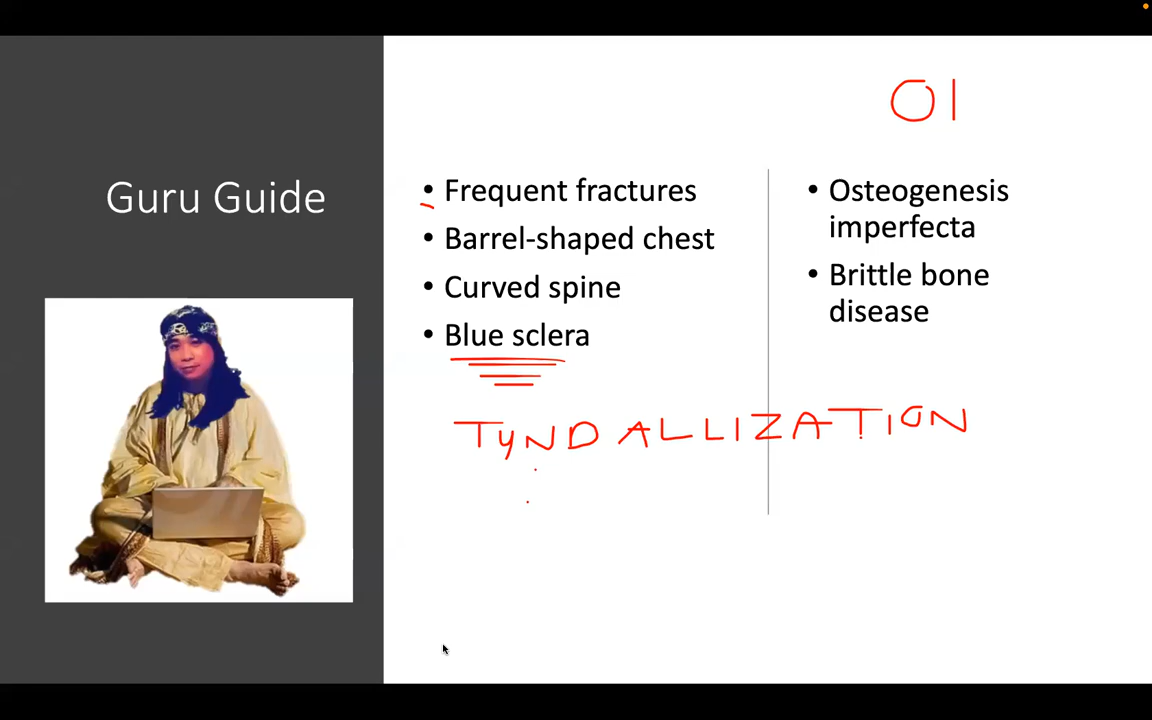 OI
Guru Guide
• Frequent fractures
• Barrel-shaped chest
• Curved spine
• Blue sclera
• Osteogenesis
imperfecta
• Brittle bone
disease
TYNDALLIZATION